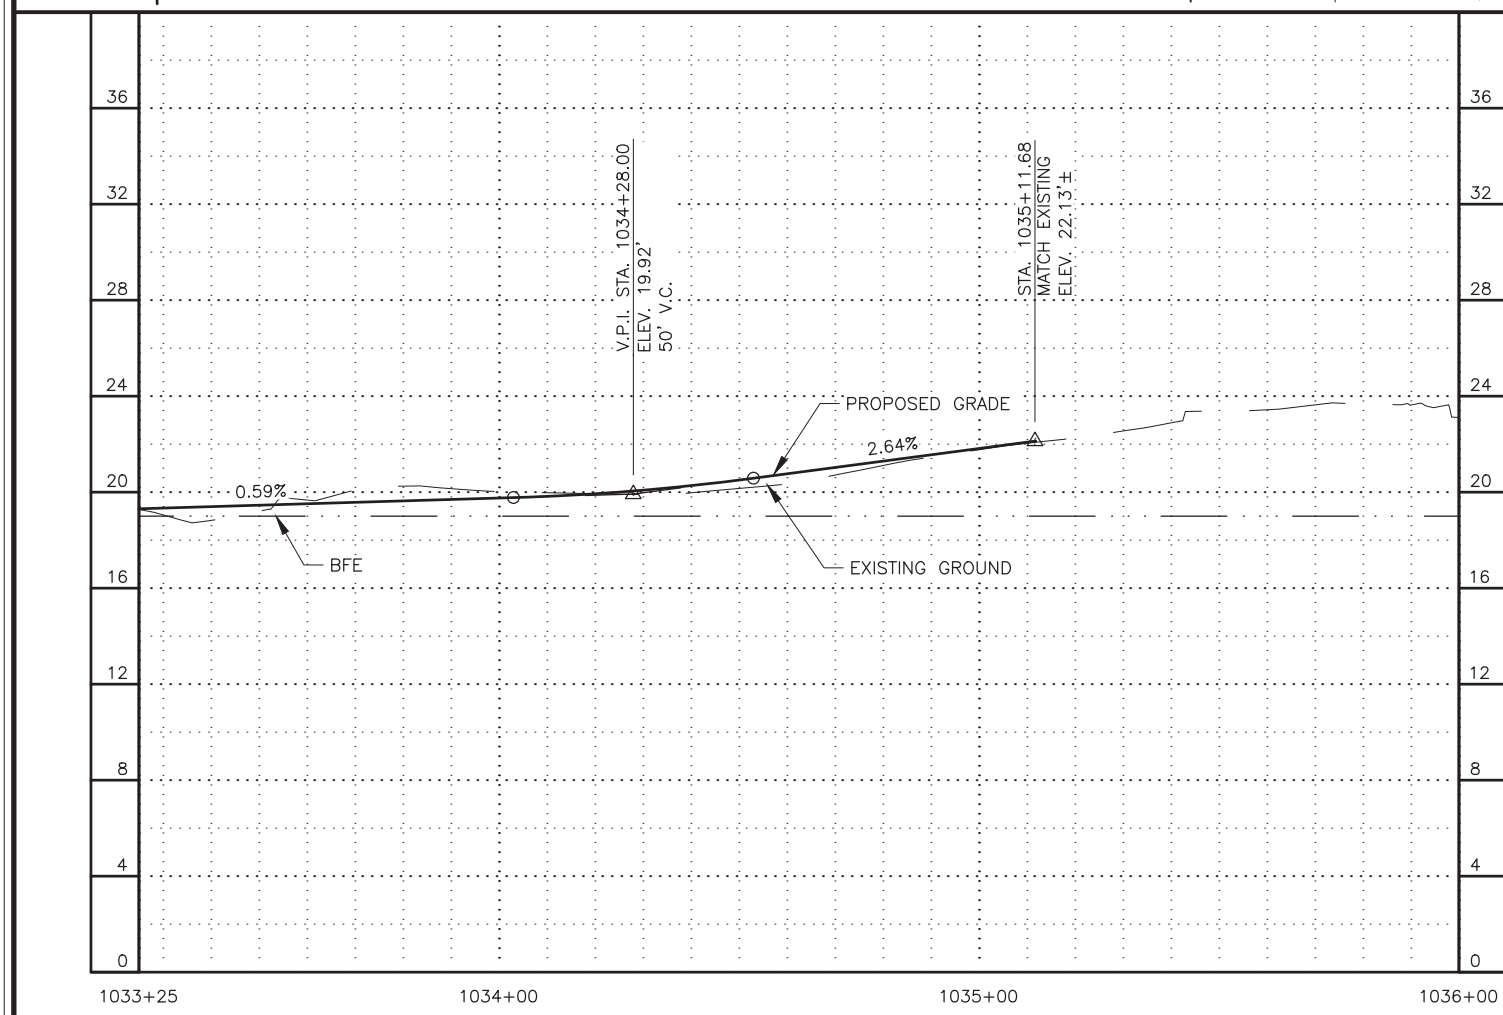 36
36
32
32
28
28
24
24
20
20
16
16
12
12
8
8
4
4
0
0
V.P.I. STA. 1034+28.00
ELEV. 19.92'
50' V.C.
STA. 1035+11.68
MATCH EXISTING
ELEV. 22.13'±
PROPOSED GRADE
2.64%
0.59%
BFE
EXISTING GROUND
1033+25
1034+00
1035+00
1036+00